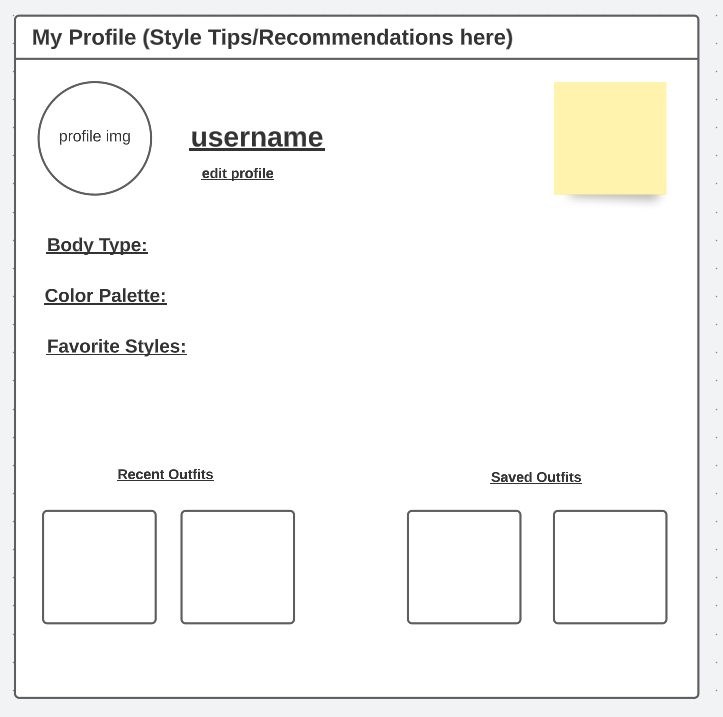 My Profile (Style Tips/Recommendations here)
profile img
username
edit profile
Body Type:
Color Palette:
Favorite Styles:
Recent Outfits
Saved Outfits